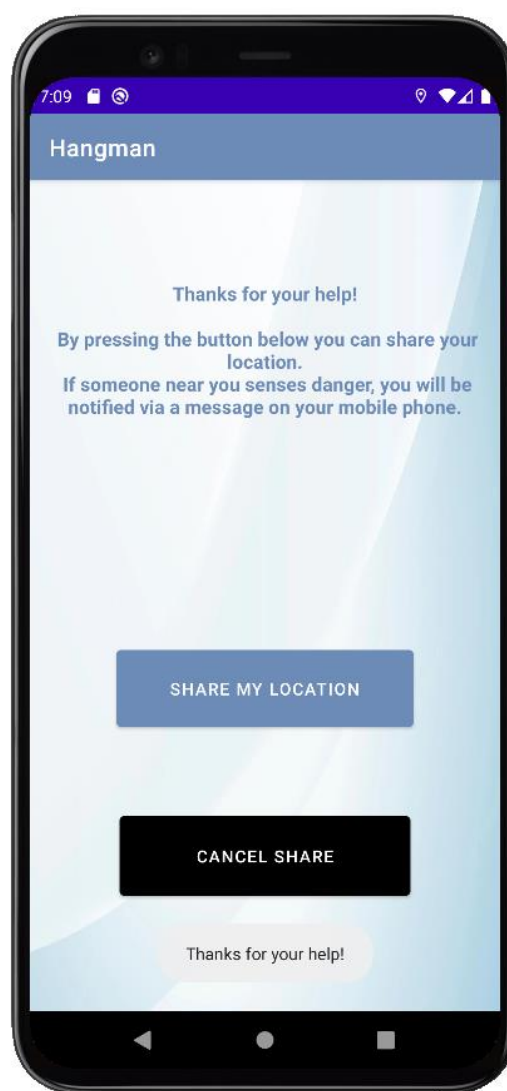 7:09
Hangman
Thanks for your help!
By pressing the button below you can share your
location.
If someone near you senses danger, you will be
notified via a message on your mobile phone.
SHARE MY LOCATION
CANCEL SHARE
Thanks for your help!